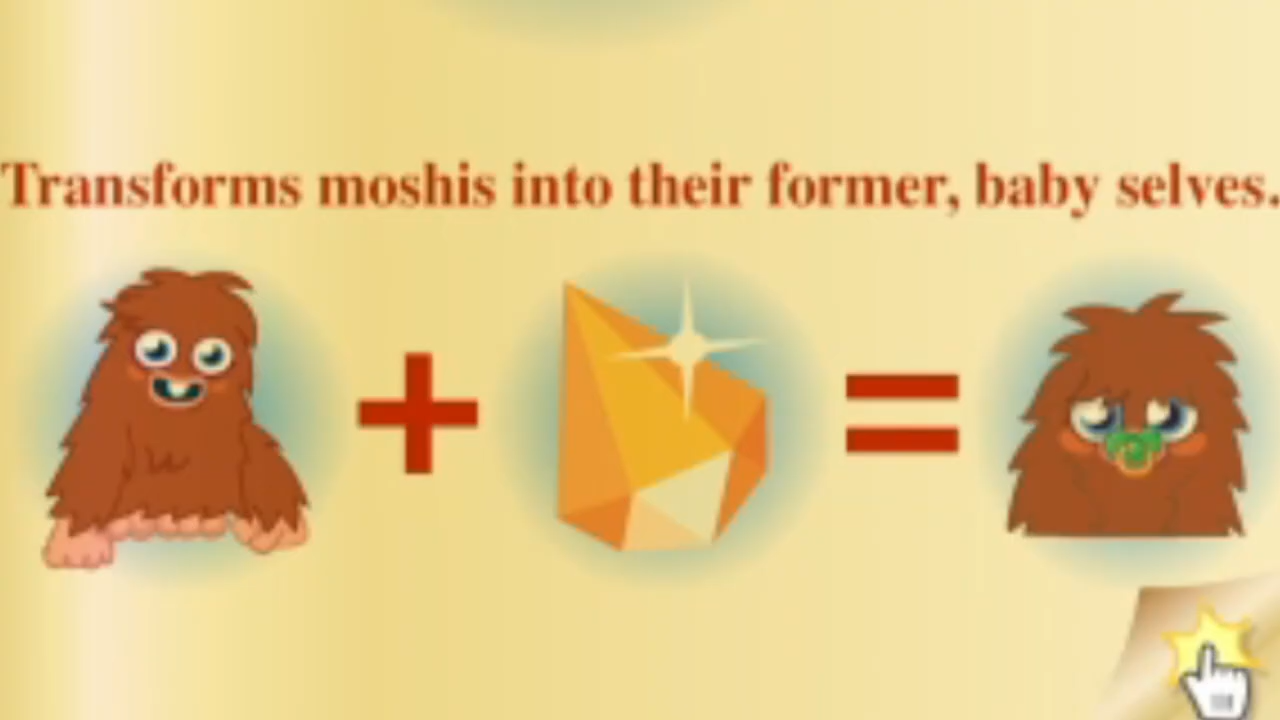 Transforms moshis into their former, baby selves.
+ =